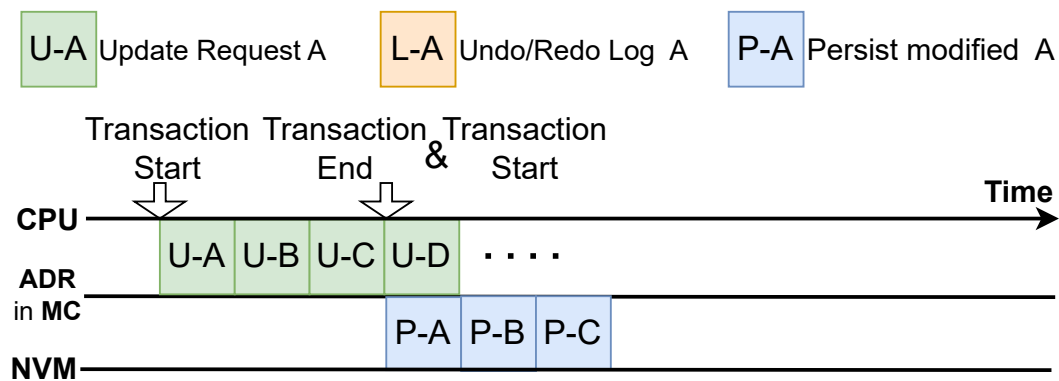 U-A Update Request A L-A Undo/Redo Log A P-A Persist modified A
Transaction Start
Transaction End
&
Transaction Start
Time
CPU
U-A U-B U-C U-D · · · ·
ADR in MC
P-A P-B P-C
NVM